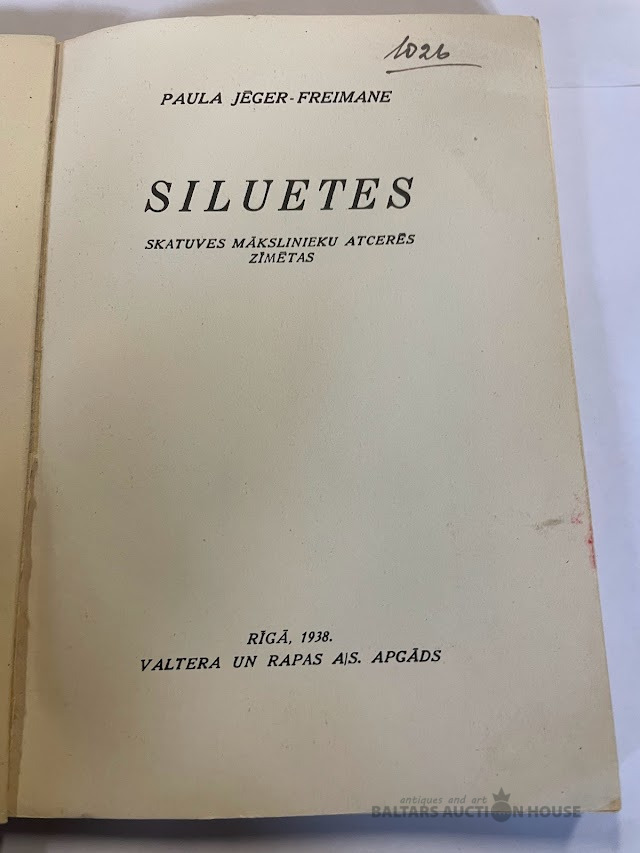 1026
PAULA JĒGER-FREIMANE
SILUETES
SKATUVES MĀKSLINIEKU ATCERĒS
ZĪMĒTAS
RĪGĀ, 1938.
VALTERA UN RAPAS A|S. APGĀDS
antiques and art
BALTARS AUCTION HOUSE